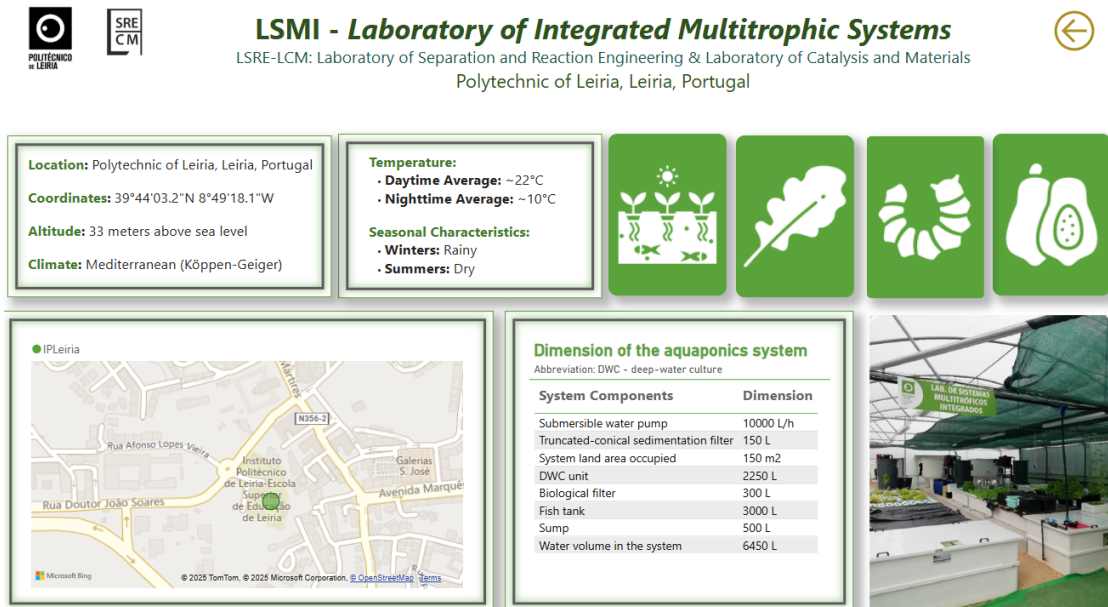 POLITÉCNICO
DE LEIRIA
SRE
CM
LSMI - Laboratory of Integrated Multitrophic Systems
LSRE-LCM: Laboratory of Separation and Reaction Engineering & Laboratory of Catalysis and Materials
Polytechnic of Leiria, Leiria, Portugal
Location: Polytechnic of Leiria, Leiria, Portugal
Coordinates: 39°44'03.2"N 8°49'18.1"W
Altitude: 33 meters above sea level
Climate: Mediterranean (Köppen-Geiger)
Temperature:
• Daytime Average: ~22°C
• Nighttime Average: ~10°C
Seasonal Characteristics:
• Winters: Rainy
• Summers: Dry
IPLeiria
Mártires
N356-2
Rua Afonso Lopes Vieira
Instituto
Politécnico
de Leiria-Escola
Superior
de Educação
de Leiria
Galerias
S. José
Avenida Marquê
Rua Doutor João Soares
Microsoft Bing
© 2025 TomTom, © 2025 Microsoft Corporation, © OpenStreetMap Terms
Dimension of the aquaponics system
Abbreviation: DWC - deep-water culture
System Components Dimension
Submersible water pump 10000 L/h
Truncated-conical sedimentation filter 150 L
System land area occupied 150 m2
DWC unit 2250 L
Biological filter 300 L
Fish tank 3000 L
Sump 500 L
Water volume in the system 6450 L
LAB. DE SISTEMAS
MULTITRÓFICOS
INTEGRADOS